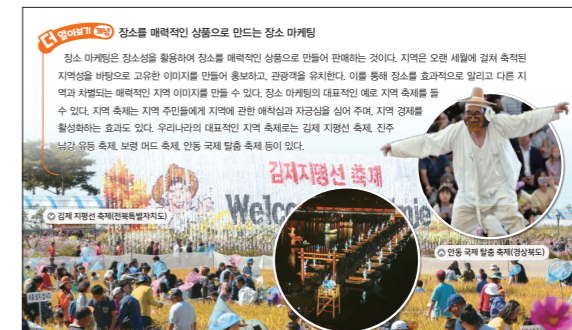 더 알아보기 개념 장소를 매력적인 상품으로 만드는 장소 마케팅
장소 마케팅은 장소성을 활용하여 장소를 매력적인 상품으로 만들어 판매하는 것이다. 지역은 오랜 세월에 걸쳐 축적된
지역성을 바탕으로 고유한 이미지를 만들어 홍보하고, 관광객을 유치한다. 이를 통해 장소를 효과적으로 알리고 다른 지
역과 차별되는 매력적인 지역 이미지를 만들 수 있다. 장소 마케팅의 대표적인 예로 지역 축제를 들
수 있다. 지역 축제는 지역 주민들에게 지역에 관한 애착심과 자긍심을 심어 주며, 지역 경제를
활성화하는 효과도 있다. 우리나라의 대표적인 지역 축제로는 김제 지평선 축제, 진주
남강 유등 축제, 보령 머드 축제, 안동 국제 탈춤 축제 등이 있다.
김제지평선 축제
Welco
김제 지평선 축제(전북특별자치도)
안동 국제 탈춤 축제(경상북도)